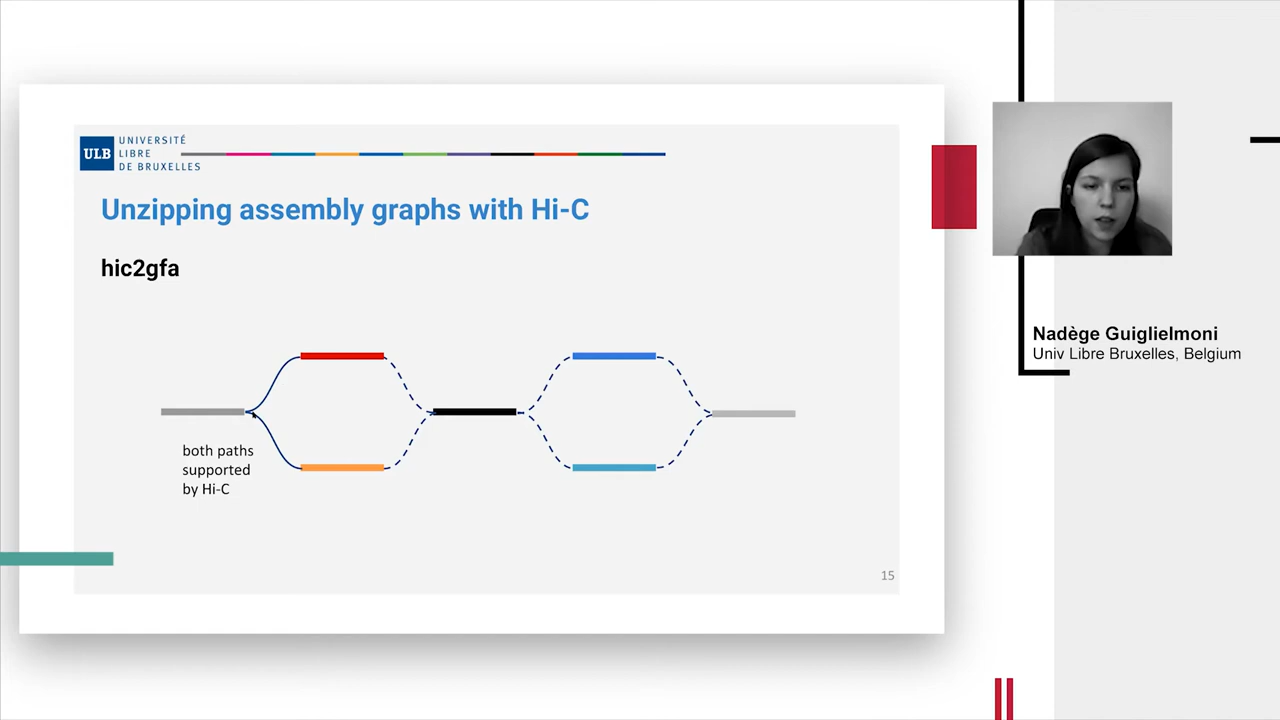 ULB
UNIVERSITÉ
LIBRE
DE BRUXELLES
Unzipping assembly graphs with Hi-C
hic2gfa
both paths
supported
by Hi-C
15
Nadège Guiglielmoni
Univ Libre Bruxelles, Belgium